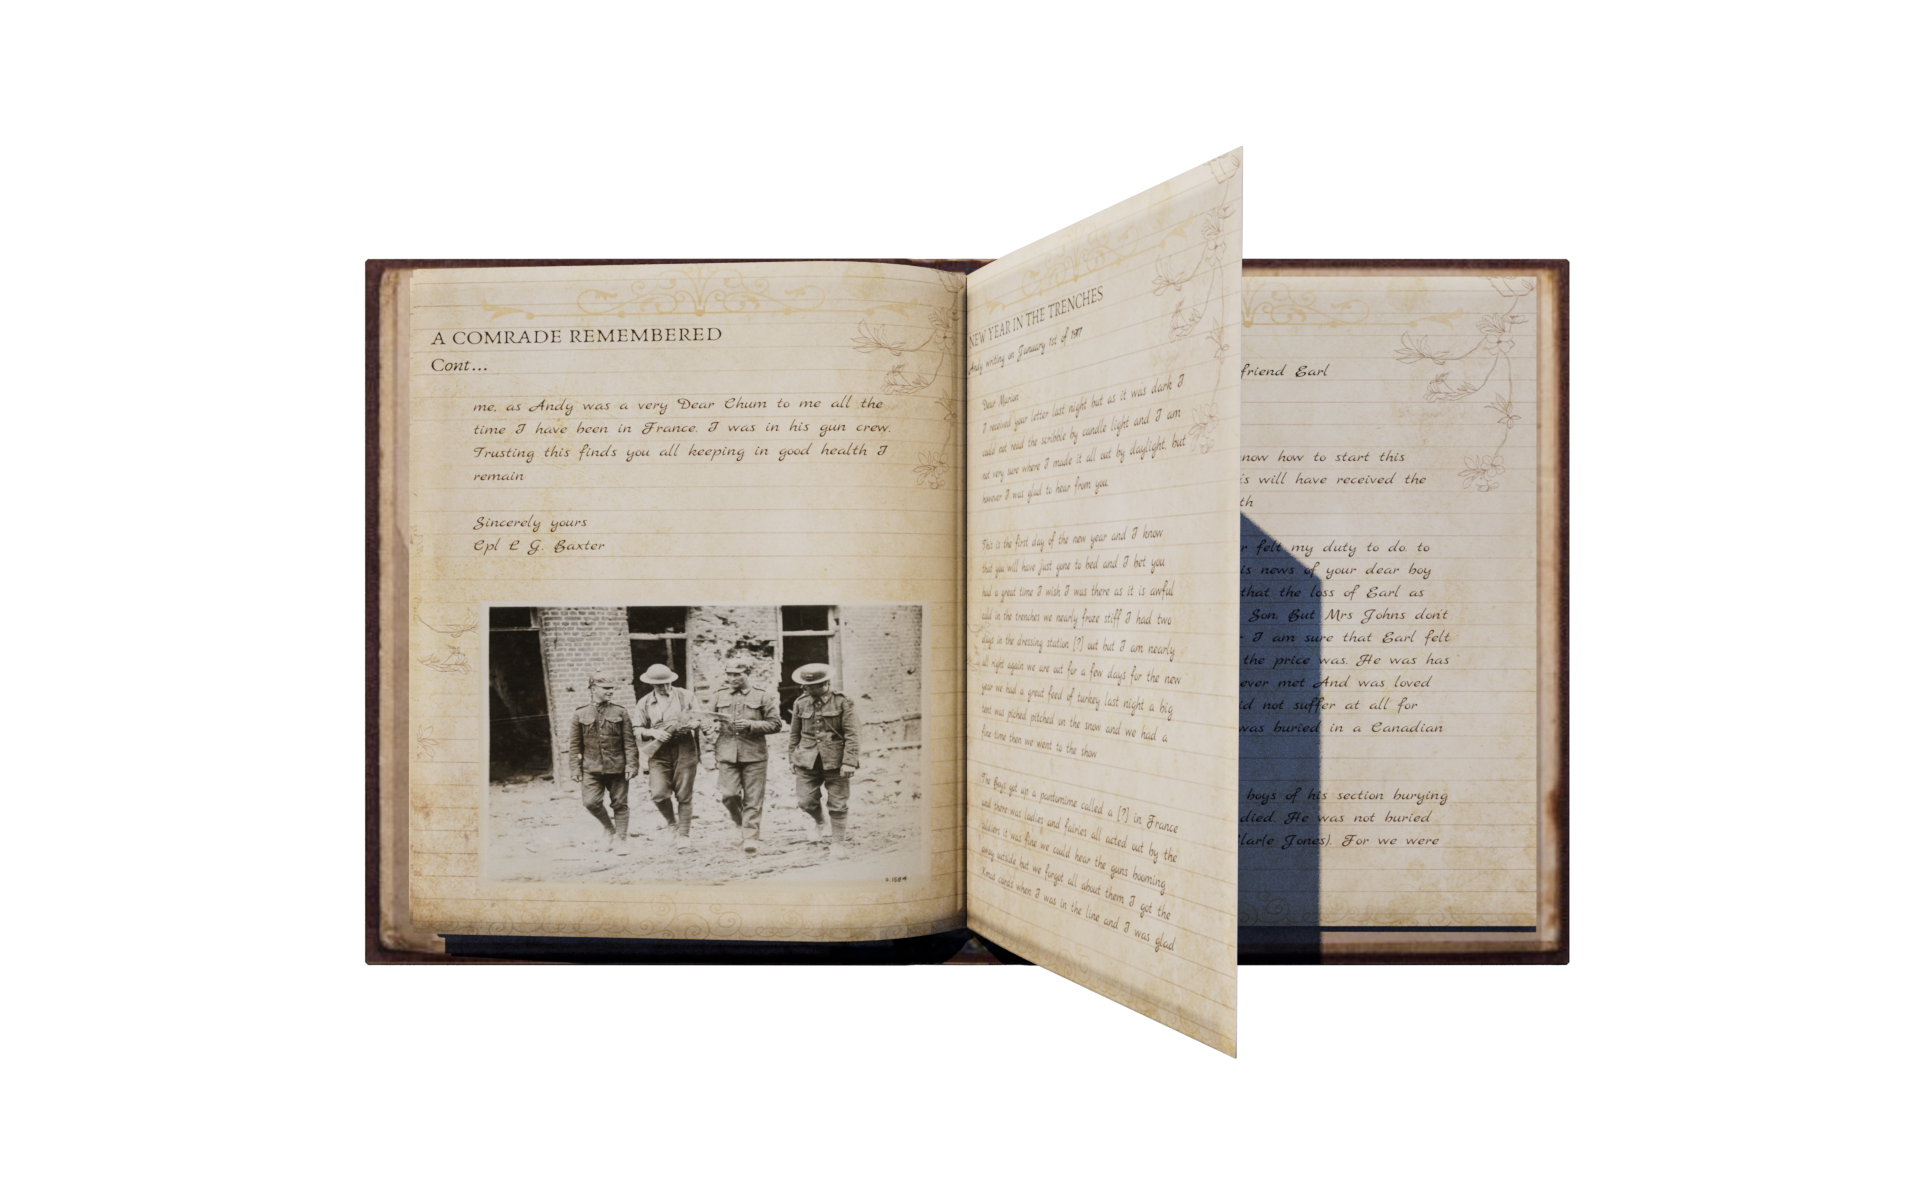 A COMRADE REMEMBERED
Cont...
me, as Andy was a very Dear Chum to me all the
time I have been in France. I was in his gun crew.
Trusting this finds you all keeping in good health I
remain
Sincerely yours
Cpl C G. Baxter
NEW YEAR IN THE TRENCHES
Andy writing on January 1st of 1917
Dear Marion
I received your letter last night but as it was dark I
could not read the scribble by candle light and I am
not very sure where I made it all out by daylight, but
however I was glad to hear from you
This is the first day of the new year and I know
that you will have just gone to bed and I bet you
had a great time I wish I was there as it is awful
cold in the trenches we nearly froze stiff I had two
days in the dressing station [?] out but I am nearly
all right again we are out for a few days for the new
year we had a great feed of turkey last night a big
tent was piched pitched on the snow and we had a
fine time then we went to the show
The Boys got up a pantomime called a [?] in France
and there was ladies and fairies all acted out by the
soldiers it was fine we could hear the guns booming
away outside but we forgot all about them I got the
Xmas cards when I was in the line and I was glad
friend Earl
now how to start this
is will have received the
th
r felt my duty to do to
is news of your dear boy
that the loss of Earl as
Son. But Mrs Johns don't
I am sure that Earl felt
the price was. He was has
ever met And was loved
id not suffer at all for
was buried in a Canadian
boys of his section burying
died. He was not buried
Jones). For we were